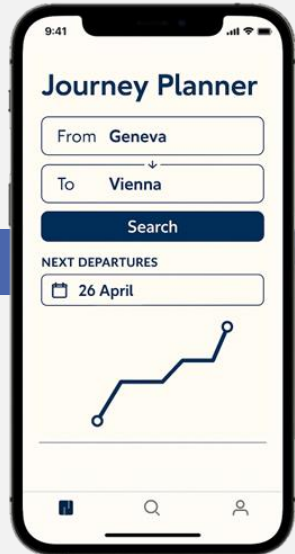 9:41
Journey Planner
From Geneva
To Vienna
Search
NEXT DEPARTURES
26 April